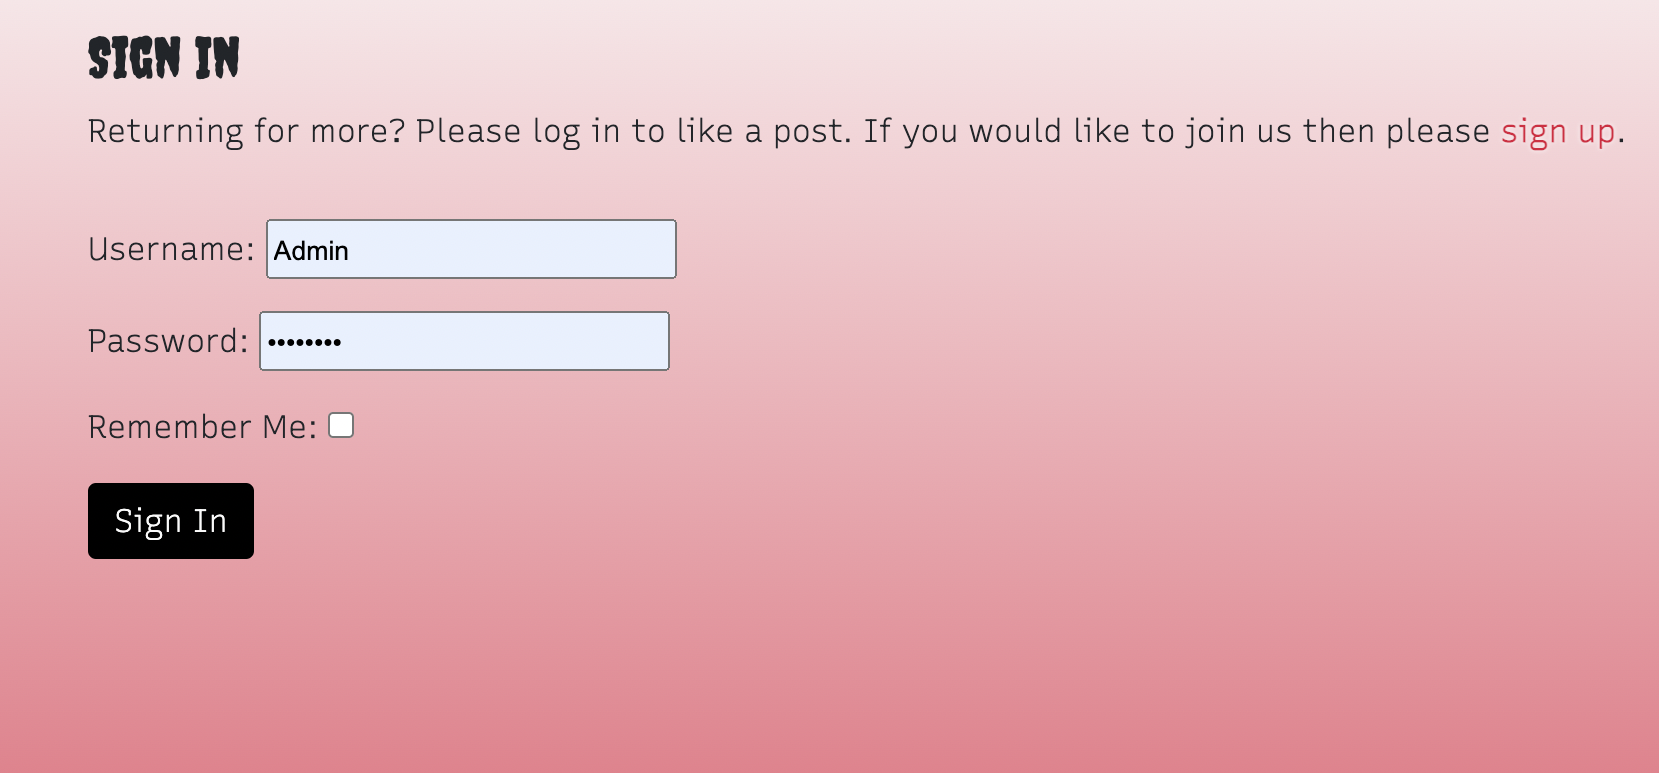 SIGN IN
Returning for more? Please log in to like a post. If you would like to join us then please sign up.
Username: Admin
Password: ••••••••
Remember Me:
Sign In